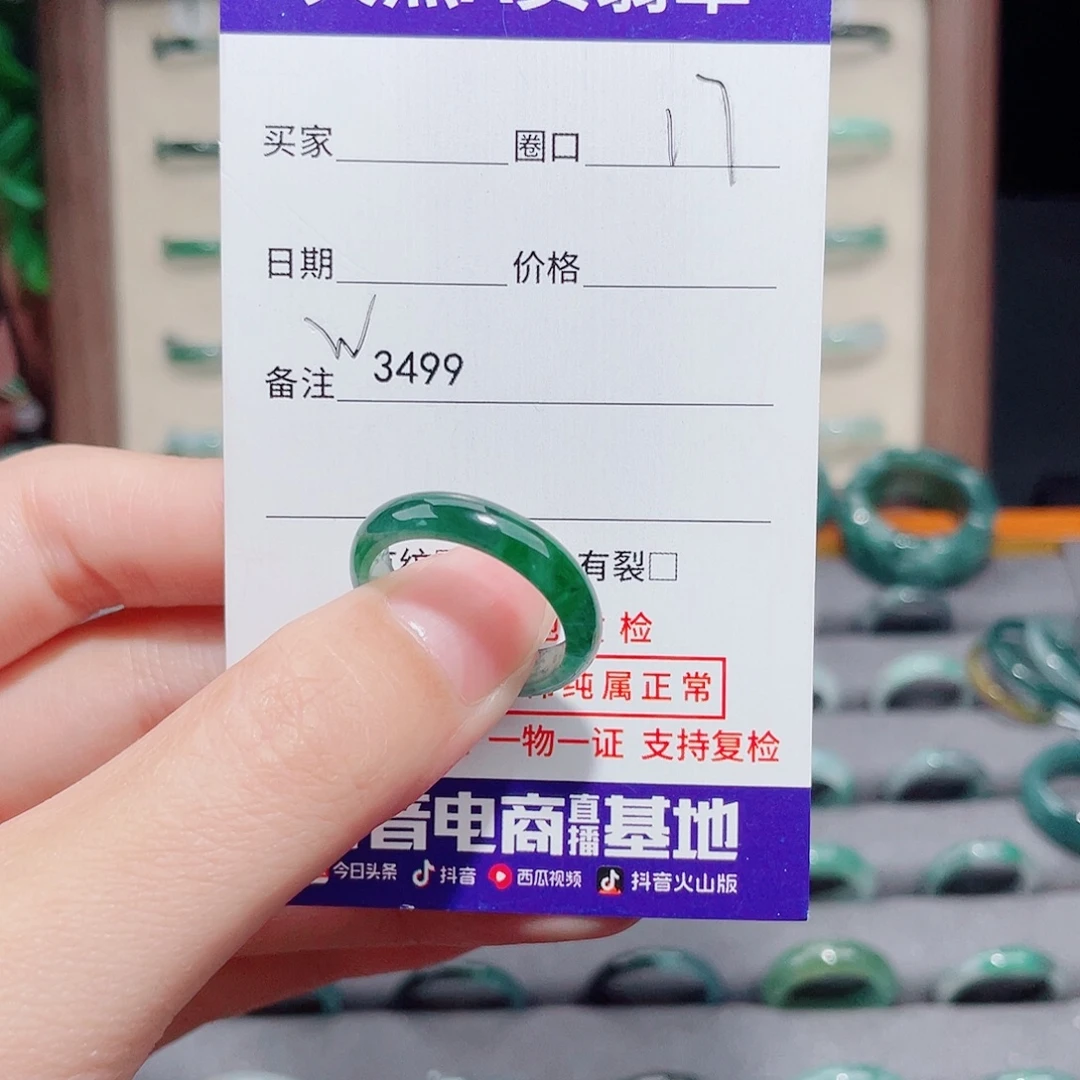 买家 圈口 17
日期 价格
W 3499
备注
纹 有裂□
检
纯属正常
一物一证 支持复检
音电商直播基地
今日头条 抖音 西瓜视频 抖音火山版